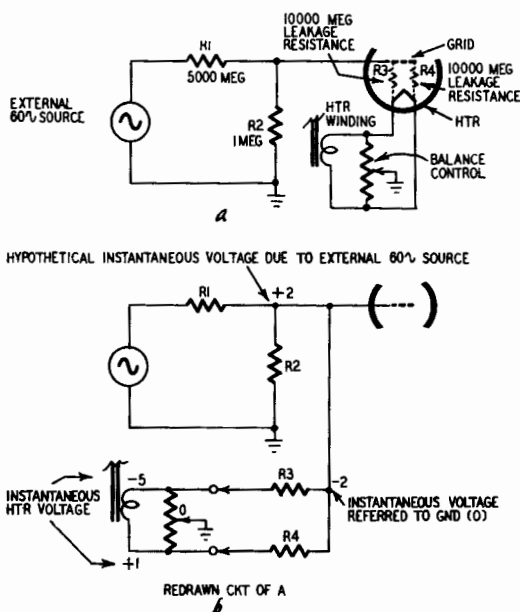 10000 MEG
LEAKAGE
RESISTANCE
GRID
R1
5000 MEG
R3
R4
10000 MEG
LEAKAGE
RESISTANCE
EXTERNAL
60∿ SOURCE
R2
1 MEG
HTR
WINDING
HTR
BALANCE
CONTROL
a
HYPOTHETICAL INSTANTANEOUS VOLTAGE DUE TO EXTERNAL 60∿ SOURCE
+2
R1
R2
-5
R3
-2
INSTANTANEOUS
HTR VOLTAGE
0
INSTANTANEOUS VOLTAGE
REFERRED TO GND (0)
R4
+1
REDRAWN CKT OF A
b